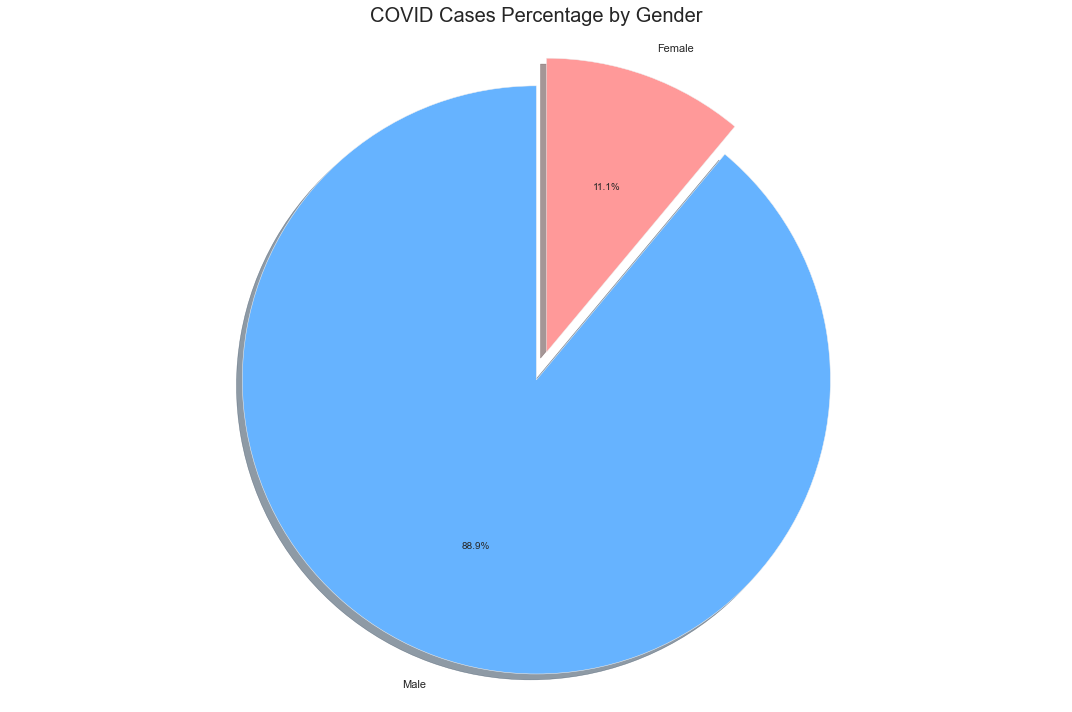 COVID Cases Percentage by Gender
Female
11.1%
88.9%
Male